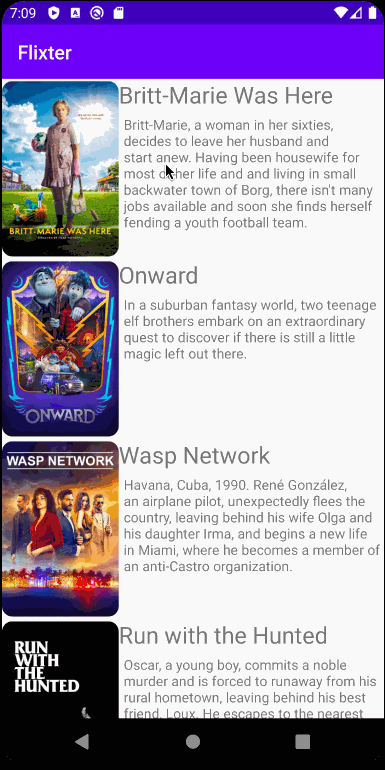 7:09
Flixter
Britt-Marie Was Here
Britt-Marie, a woman in her sixties,
decides to leave her husband and
start anew. Having been housewife for
most of her life and and living in small
backwater town of Borg, there isn't many
jobs available and soon she finds herself
fending a youth football team.
BRITT-MARIE WAS HERE
Onward
In a suburban fantasy world, two teenage
elf brothers embark on an extraordinary
quest to discover if there is still a little
magic left out there.
ONWARD
Wasp Network
WASP NETWORK
Havana, Cuba, 1990. René González,
an airplane pilot, unexpectedly flees the
country, leaving behind his wife Olga and
his daughter Irma, and begins a new life
in Miami, where he becomes a member of
an anti-Castro organization.
Run with the Hunted
RUN
WITH
THE
HUNTED
Oscar, a young boy, commits a noble
murder and is forced to runaway from his
rural hometown, leaving behind his best
friend, Loux. He escapes to the nearest